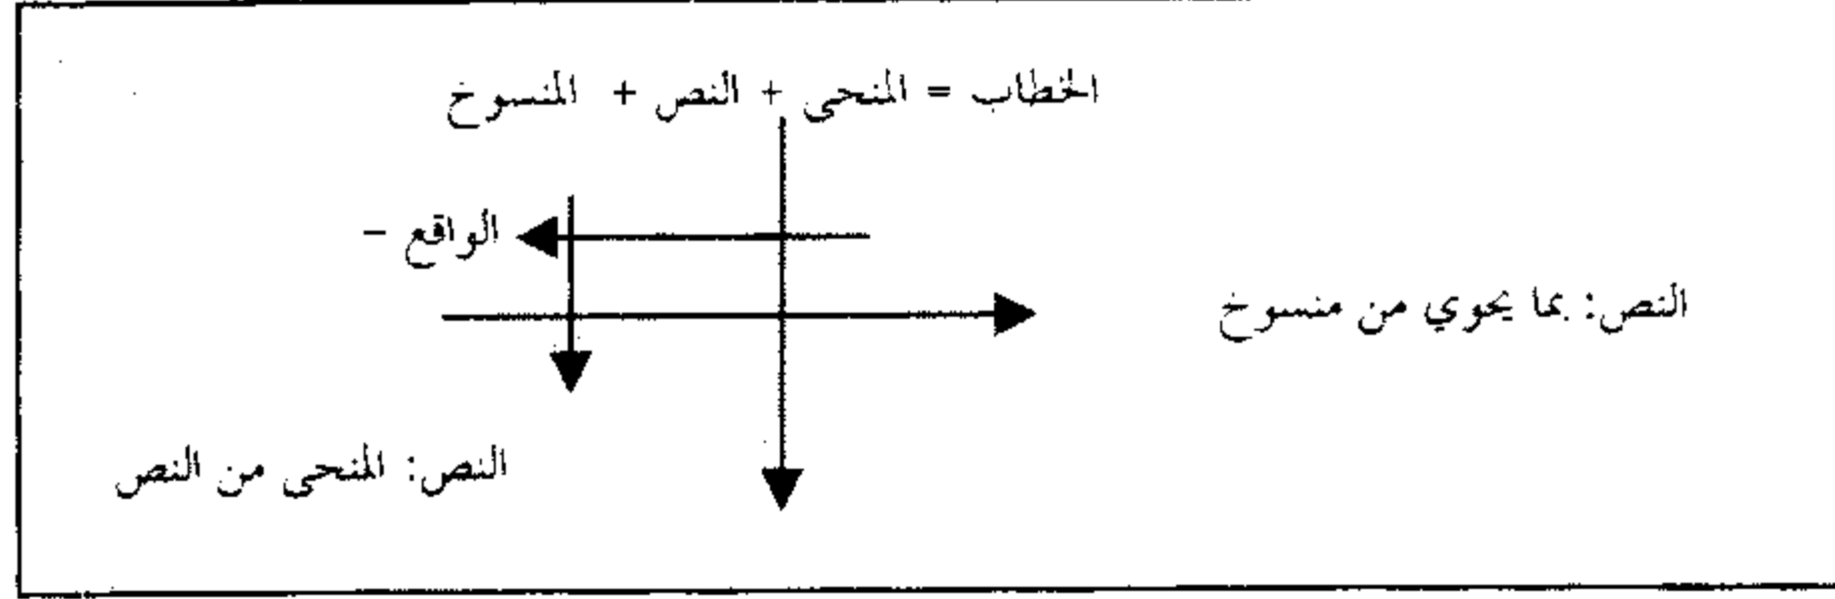 الخطاب = المنحى + النص + المنسوخ
الواقع –
النص: بما يحوي من منسوخ
النص: المنحى من النص